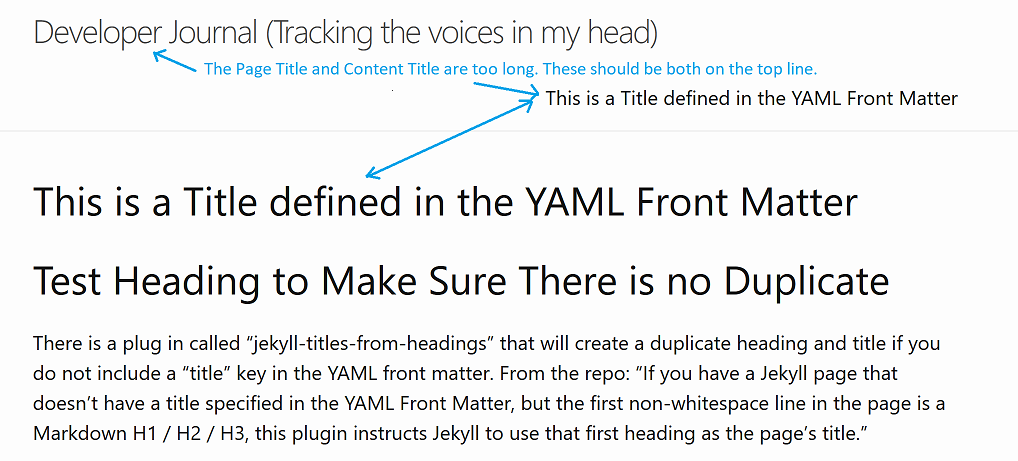 Developer Journal (Tracking the voices in my head)
The Page Title and Content Title are too long. These should be both on the top line.
This is a Title defined in the YAML Front Matter
This is a Title defined in the YAML Front Matter
Test Heading to Make Sure There is no Duplicate
There is a plug in called “jekyll-titles-from-headings” that will create a duplicate heading and title if you
do not include a “title” key in the YAML front matter. From the repo: “If you have a Jekyll page that
doesn’t have a title specified in the YAML Front Matter, but the first non-whitespace line in the page is a
Markdown H1 / H2 / H3, this plugin instructs Jekyll to use that first heading as the page’s title.”